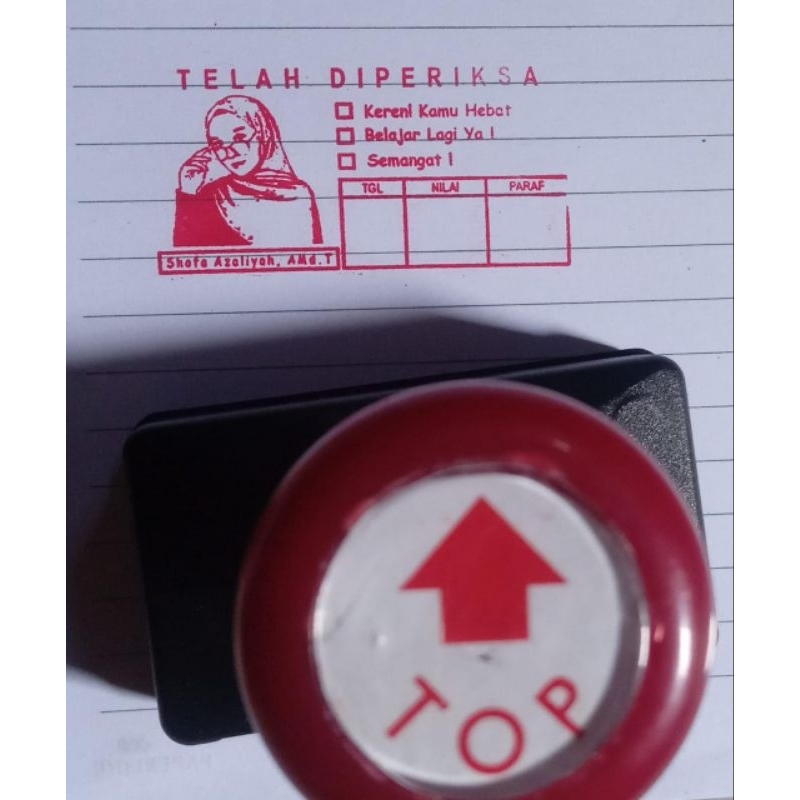 TELAH DIPERIKSA
Keren! Kamu Hebat
Belajar Lagi Ya !
Semangat !
TGL NILAI PARAF
Shofa Azaliyah, AMd.T
TOP